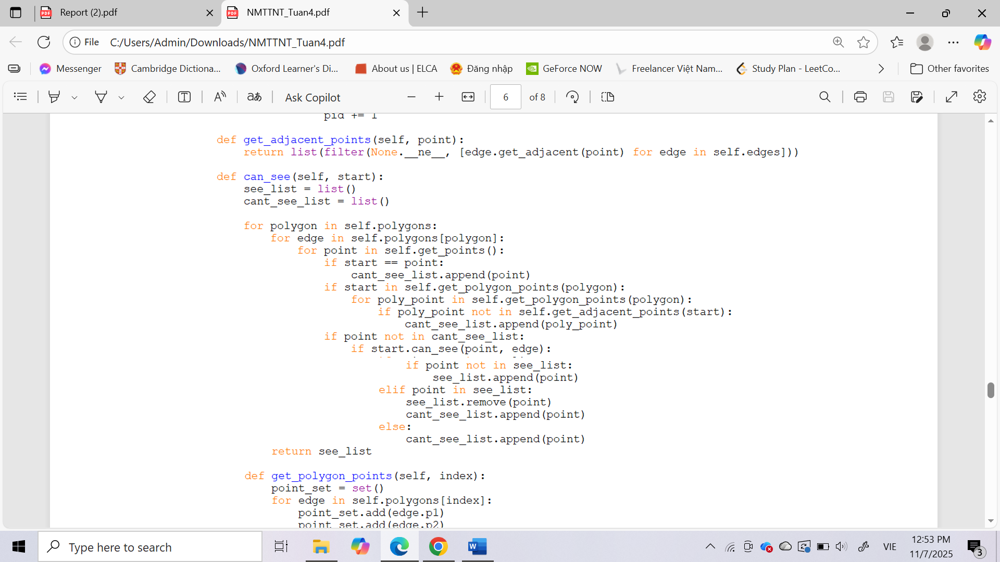 Report (2).pdf
NMTTNT_Tuan4.pdf
File C:/Users/Admin/Downloads/NMTTNT_Tuan4.pdf
Messenger Cambridge Dictiona... Oxford Learner's Di... About us | ELCA Đăng nhập GeForce NOW Freelancer Việt Nam... Study Plan - LeetCo... Other favorites
aあ Ask Copilot 6 of 8
pid += 1
def get_adjacent_points(self, point):
return list(filter(None.__ne__, [edge.get_adjacent(point) for edge in self.edges]))
def can_see(self, start):
see_list = list()
cant_see_list = list()
for polygon in self.polygons:
for edge in self.polygons[polygon]:
for point in self.get_points():
if start == point:
cant_see_list.append(point)
if start in self.get_polygon_points(polygon):
for poly_point in self.get_polygon_points(polygon):
if poly_point not in self.get_adjacent_points(start):
cant_see_list.append(poly_point)
if point not in cant_see_list:
if start.can_see(point, edge):
if point not in see_list:
see_list.append(point)
elif point in see_list:
see_list.remove(point)
cant_see_list.append(point)
else:
cant_see_list.append(point)
return see_list
def get_polygon_points(self, index):
point_set = set()
for edge in self.polygons[index]:
point_set.add(edge.p1)
point_set.add(edge.p2)
Type here to search
VIE
12:53 PM
11/7/2025
3